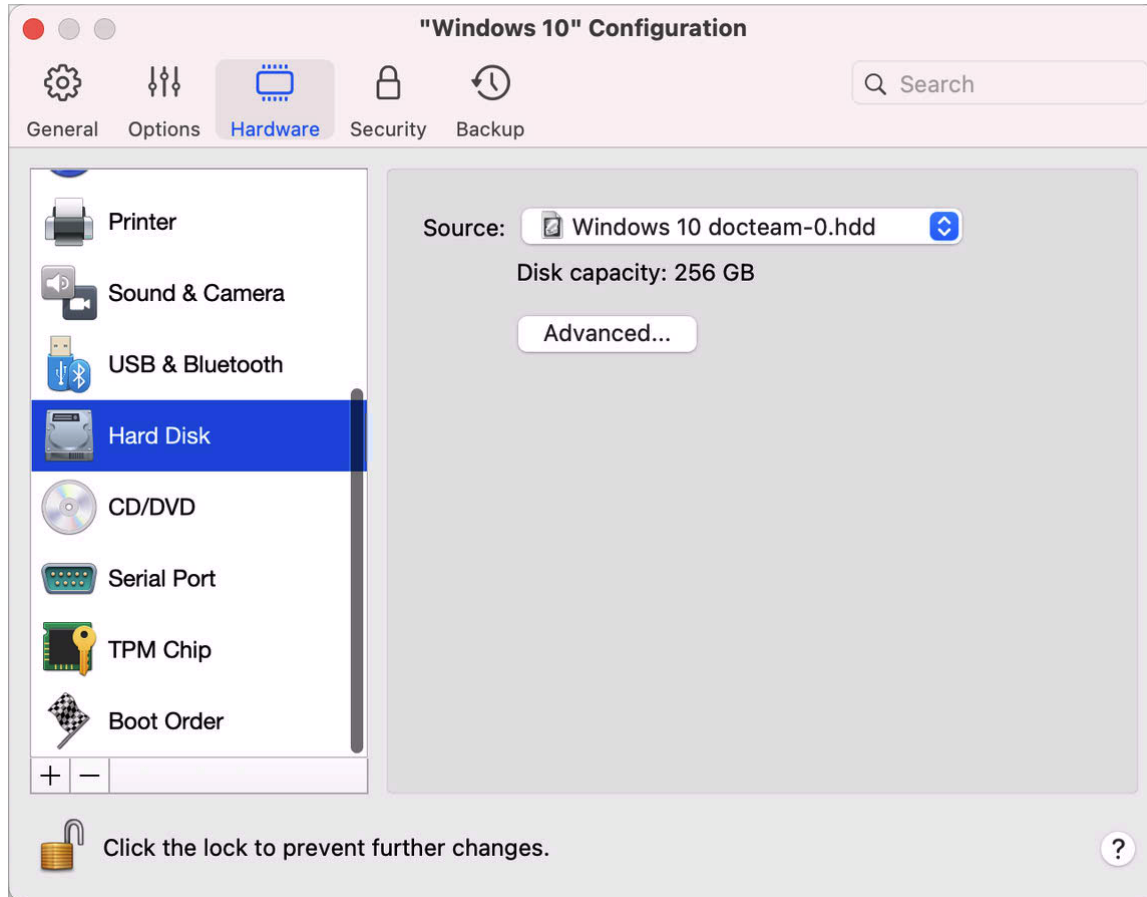 "Windows 10" Configuration
General Options Hardware Security Backup
Search
Printer
Sound & Camera
USB & Bluetooth
Hard Disk
CD/DVD
Serial Port
TPM Chip
Boot Order
+ −
Source: Windows 10 docteam-0.hdd
Disk capacity: 256 GB
Advanced...
Click the lock to prevent further changes.
?